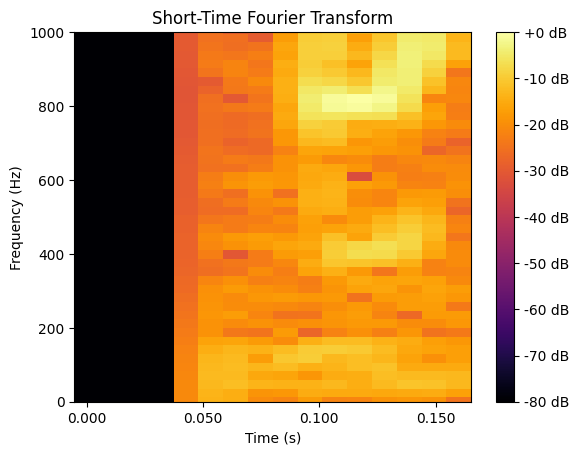 Short-Time Fourier Transform
1000
800
600
400
200
0
Frequency (Hz)
0.000
0.050
0.100
0.150
Time (s)
+0 dB
-10 dB
-20 dB
-30 dB
-40 dB
-50 dB
-60 dB
-70 dB
-80 dB